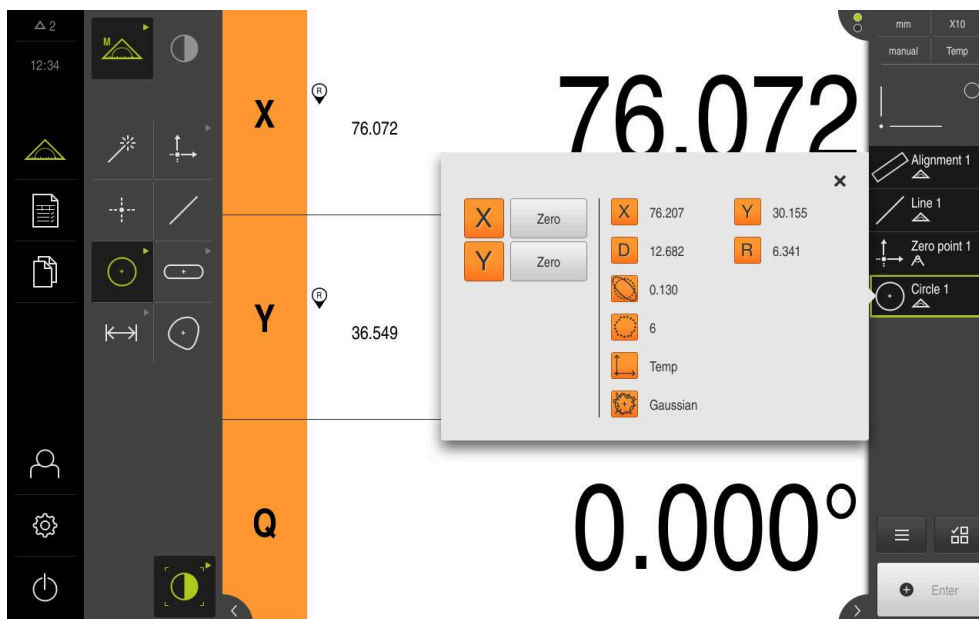 2
12:34
M
X
R
76.072
76.072
Y
R
36.549
Q
0.000°
X Zero
Y Zero
X 76.207 Y 30.155
D 12.682 R 6.341
0.130
6
Temp
Gaussian
mm X10
manual Temp
Alignment 1
Line 1
Zero point 1
Circle 1
Enter